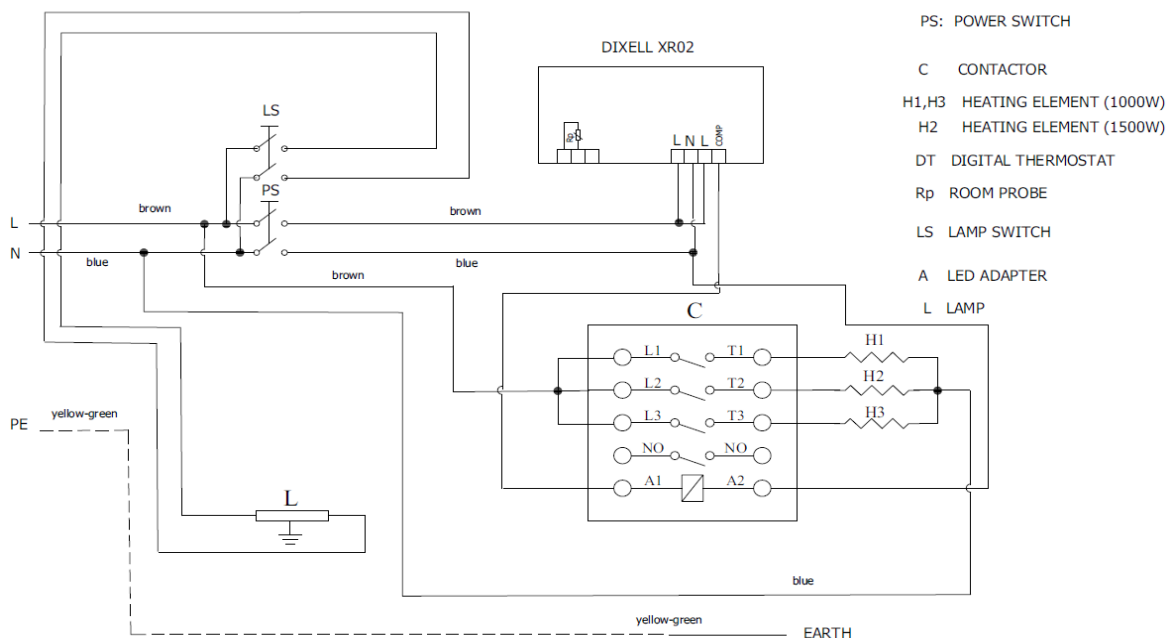 PS: POWER SWITCH
DIXELL XR02
C CONTACTOR
H1,H3 HEATING ELEMENT (1000W)
H2 HEATING ELEMENT (1500W)
DT DIGITAL THERMOSTAT
Rp ROOM PROBE
LS LAMP SWITCH
A LED ADAPTER
L LAMP
LS
Rp
L N L COMP
PS
brown
brown
L
N
blue
blue
brown
C
L1 T1
H1
L2 T2
H2
L3 T3
H3
NO NO
A1 A2
yellow-green
PE
L
blue
yellow-green
EARTH